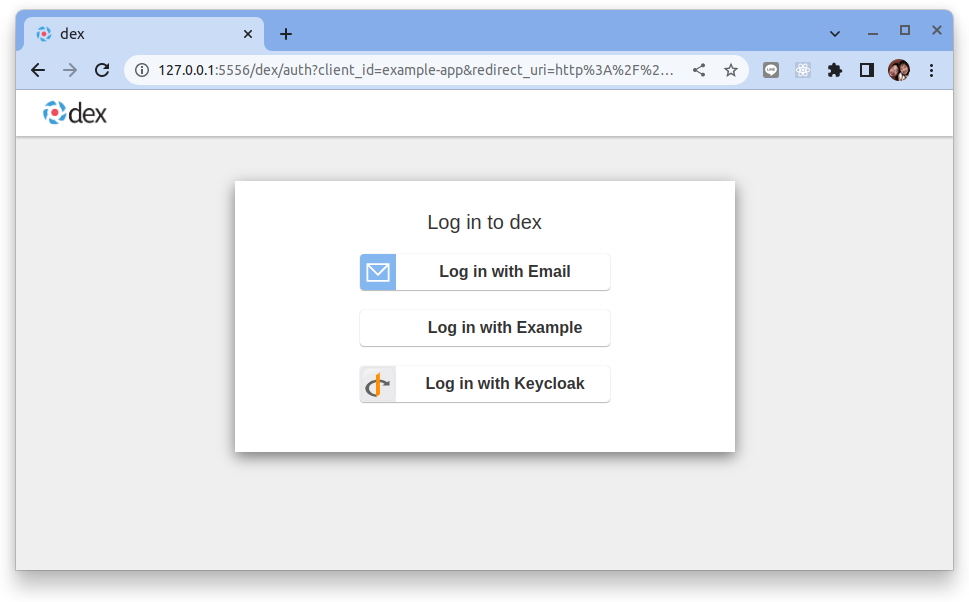 dex
127.0.0.1:5556/dex/auth?client_id=example-app&redirect_uri=http%3A%2F%2...
dex
Log in to dex
Log in with Email
Log in with Example
Log in with Keycloak